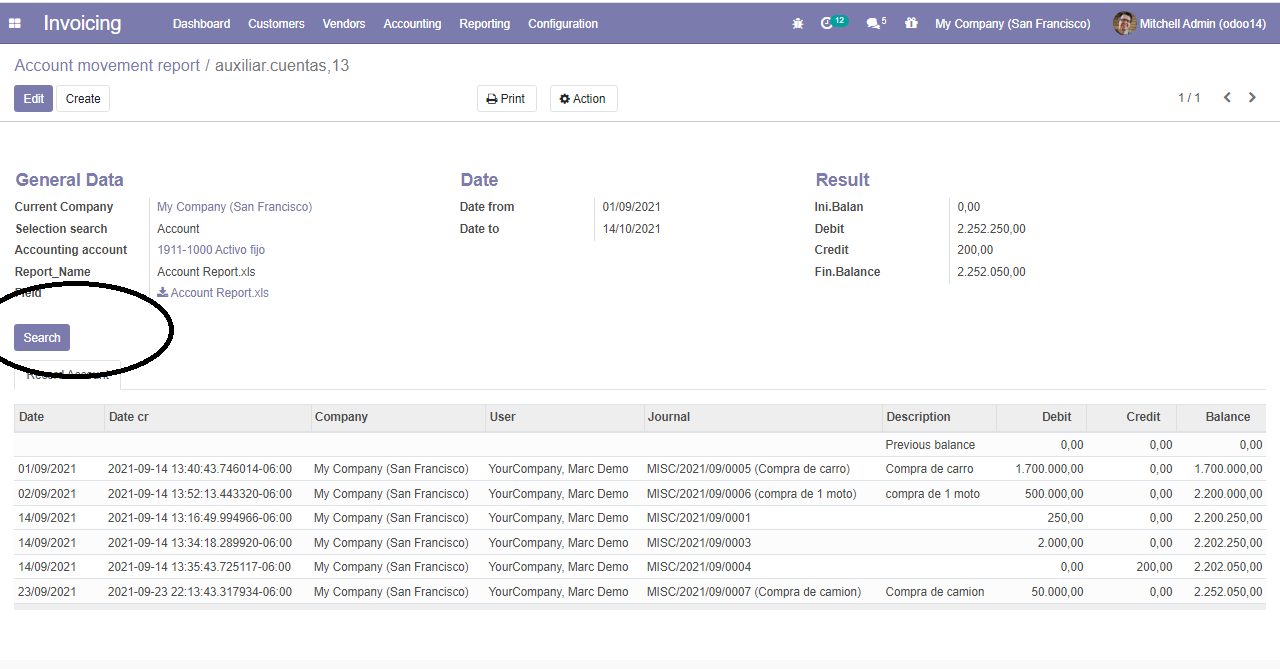 Invoicing Dashboard Customers Vendors Accounting Reporting Configuration 12 5 My Company (San Francisco) Mitchell Admin (odoo14)
Account movement report / auxiliar.cuentas,13
Edit Create Print Action 1 / 1
General Data
Current Company My Company (San Francisco)
Selection search Account
Accounting account 1911-1000 Activo fijo
Report_Name Account Report.xls
Field Account Report.xls
Date
Date from 01/09/2021
Date to 14/10/2021
Result
Ini.Balan 0,00
Debit 2.252.250,00
Credit 200,00
Fin.Balance 2.252.050,00
Search
Record Account
Date Date cr Company User Journal Description Debit Credit Balance
Previous balance 0,00 0,00 0,00
01/09/2021 2021-09-14 13:40:43.746014-06:00 My Company (San Francisco) YourCompany, Marc Demo MISC/2021/09/0005 (Compra de carro) Compra de carro 1.700.000,00 0,00 1.700.000,00
02/09/2021 2021-09-14 13:52:13.443320-06:00 My Company (San Francisco) YourCompany, Marc Demo MISC/2021/09/0006 (compra de 1 moto) compra de 1 moto 500.000,00 0,00 2.200.000,00
14/09/2021 2021-09-14 13:16:49.994966-06:00 My Company (San Francisco) YourCompany, Marc Demo MISC/2021/09/0001 250,00 0,00 2.200.250,00
14/09/2021 2021-09-14 13:34:18.289920-06:00 My Company (San Francisco) YourCompany, Marc Demo MISC/2021/09/0003 2.000,00 0,00 2.202.250,00
14/09/2021 2021-09-14 13:35:43.725117-06:00 My Company (San Francisco) YourCompany, Marc Demo MISC/2021/09/0004 0,00 200,00 2.202.050,00
23/09/2021 2021-09-23 22:13:43.317934-06:00 My Company (San Francisco) YourCompany, Marc Demo MISC/2021/09/0007 (Compra de camion) Compra de camion 50.000,00 0,00 2.252.050,00